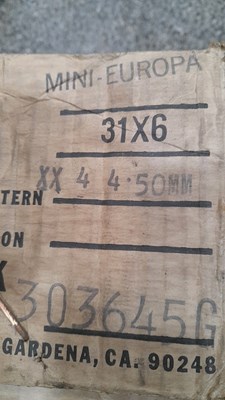 MINI-EUROPA
31X6
XX 4 4.50MM
TERN
ON
K
303645G
GARDENA, CA. 90248